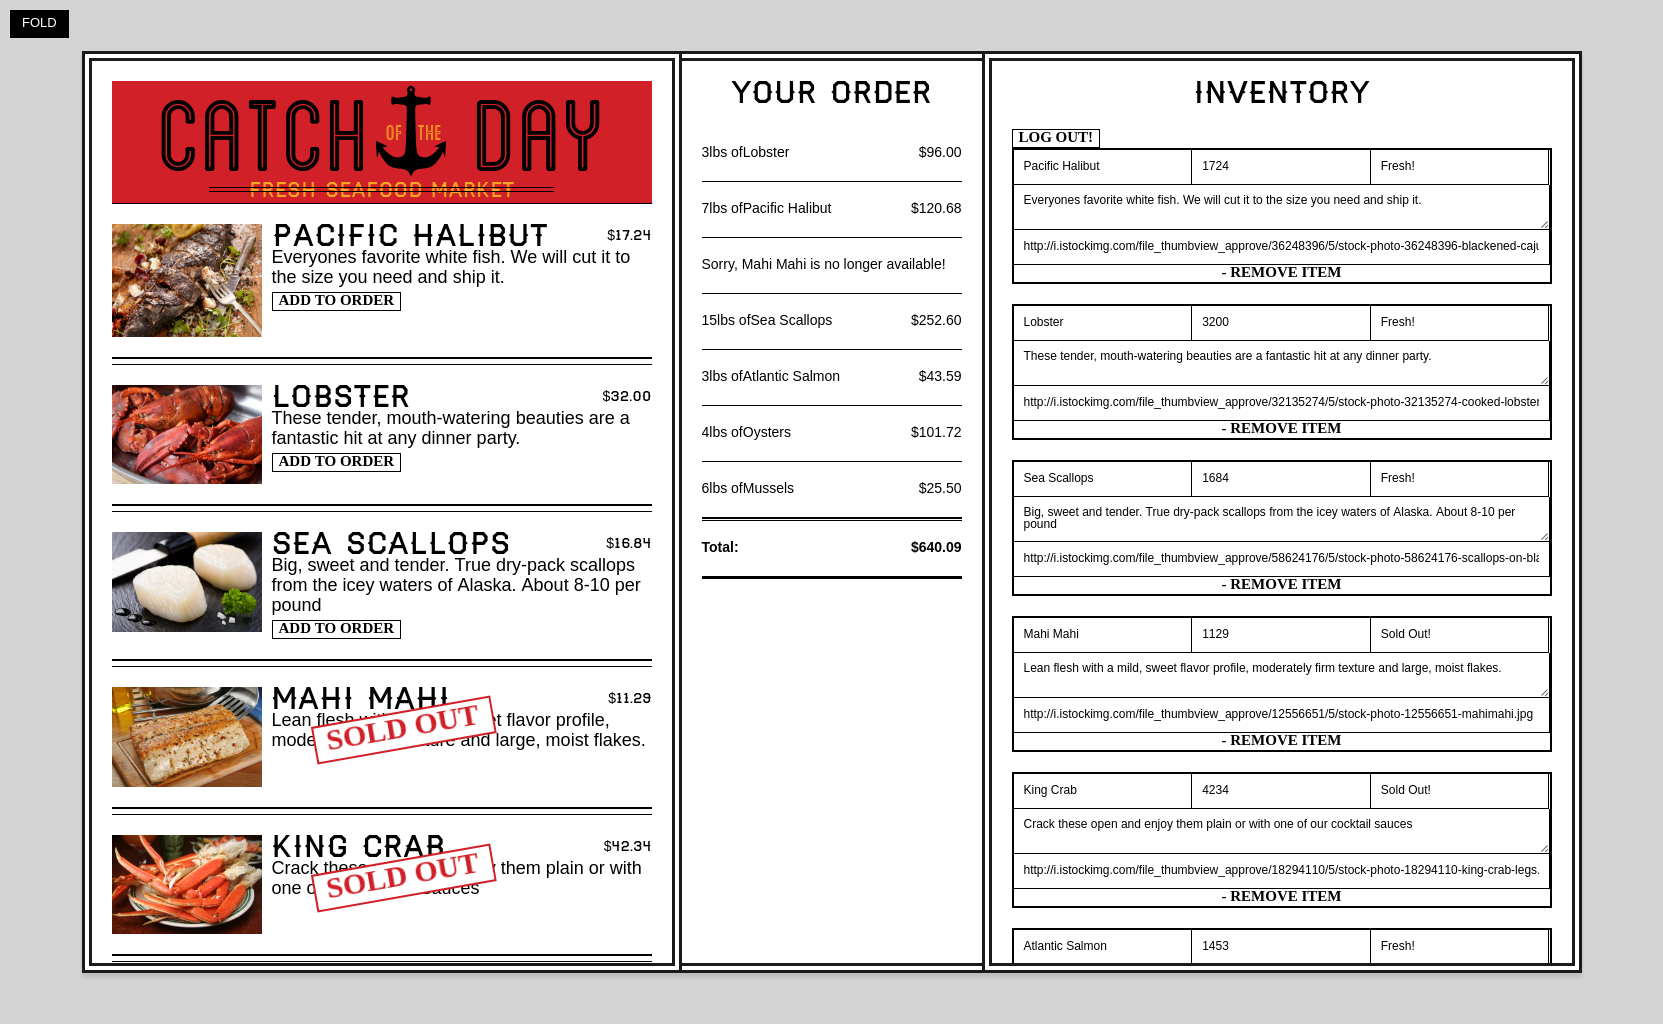 FOLD
CATCH OF THE DAY
FRESH SEAFOOD MARKET
PACIFIC HALIBUT $17.24
Everyones favorite white fish. We will cut it to
the size you need and ship it.
ADD TO ORDER
LOBSTER $32.00
These tender, mouth-watering beauties are a
fantastic hit at any dinner party.
ADD TO ORDER
SEA SCALLOPS $16.84
Big, sweet and tender. True dry-pack scallops
from the icey waters of Alaska. About 8-10 per
pound
ADD TO ORDER
MAHI MAHI $11.29
Lean flesh flavor profile,
and large, moist flakes.
SOLD OUT
KING CRAB $42.34
Crack these them plain or with
one
SOLD OUT
YOUR ORDER
3lbs ofLobster $96.00
7lbs ofPacific Halibut $120.68
Sorry, Mahi Mahi is no longer available!
15lbs ofSea Scallops $252.60
3lbs ofAtlantic Salmon $43.59
4lbs ofOysters $101.72
6lbs ofMussels $25.50
Total: $640.09
INVENTORY
LOG OUT!
Pacific Halibut 1724 Fresh!
Everyones favorite white fish. We will cut it to the size you need and ship it.
http://i.istockimg.com/file_thumbview_approve/36248396/5/stock-photo-36248396-blackened-caju
- REMOVE ITEM
Lobster 3200 Fresh!
These tender, mouth-watering beauties are a fantastic hit at any dinner party.
http://i.istockimg.com/file_thumbview_approve/32135274/5/stock-photo-32135274-cooked-lobster
- REMOVE ITEM
Sea Scallops 1684 Fresh!
Big, sweet and tender. True dry-pack scallops from the icey waters of Alaska. About 8-10 per
pound
http://i.istockimg.com/file_thumbview_approve/58624176/5/stock-photo-58624176-scallops-on-bla
- REMOVE ITEM
Mahi Mahi 1129 Sold Out!
Lean flesh with a mild, sweet flavor profile, moderately firm texture and large, moist flakes.
http://i.istockimg.com/file_thumbview_approve/12556651/5/stock-photo-12556651-mahimahi.jpg
- REMOVE ITEM
King Crab 4234 Sold Out!
Crack these open and enjoy them plain or with one of our cocktail sauces
http://i.istockimg.com/file_thumbview_approve/18294110/5/stock-photo-18294110-king-crab-legs.
- REMOVE ITEM
Atlantic Salmon 1453 Fresh!